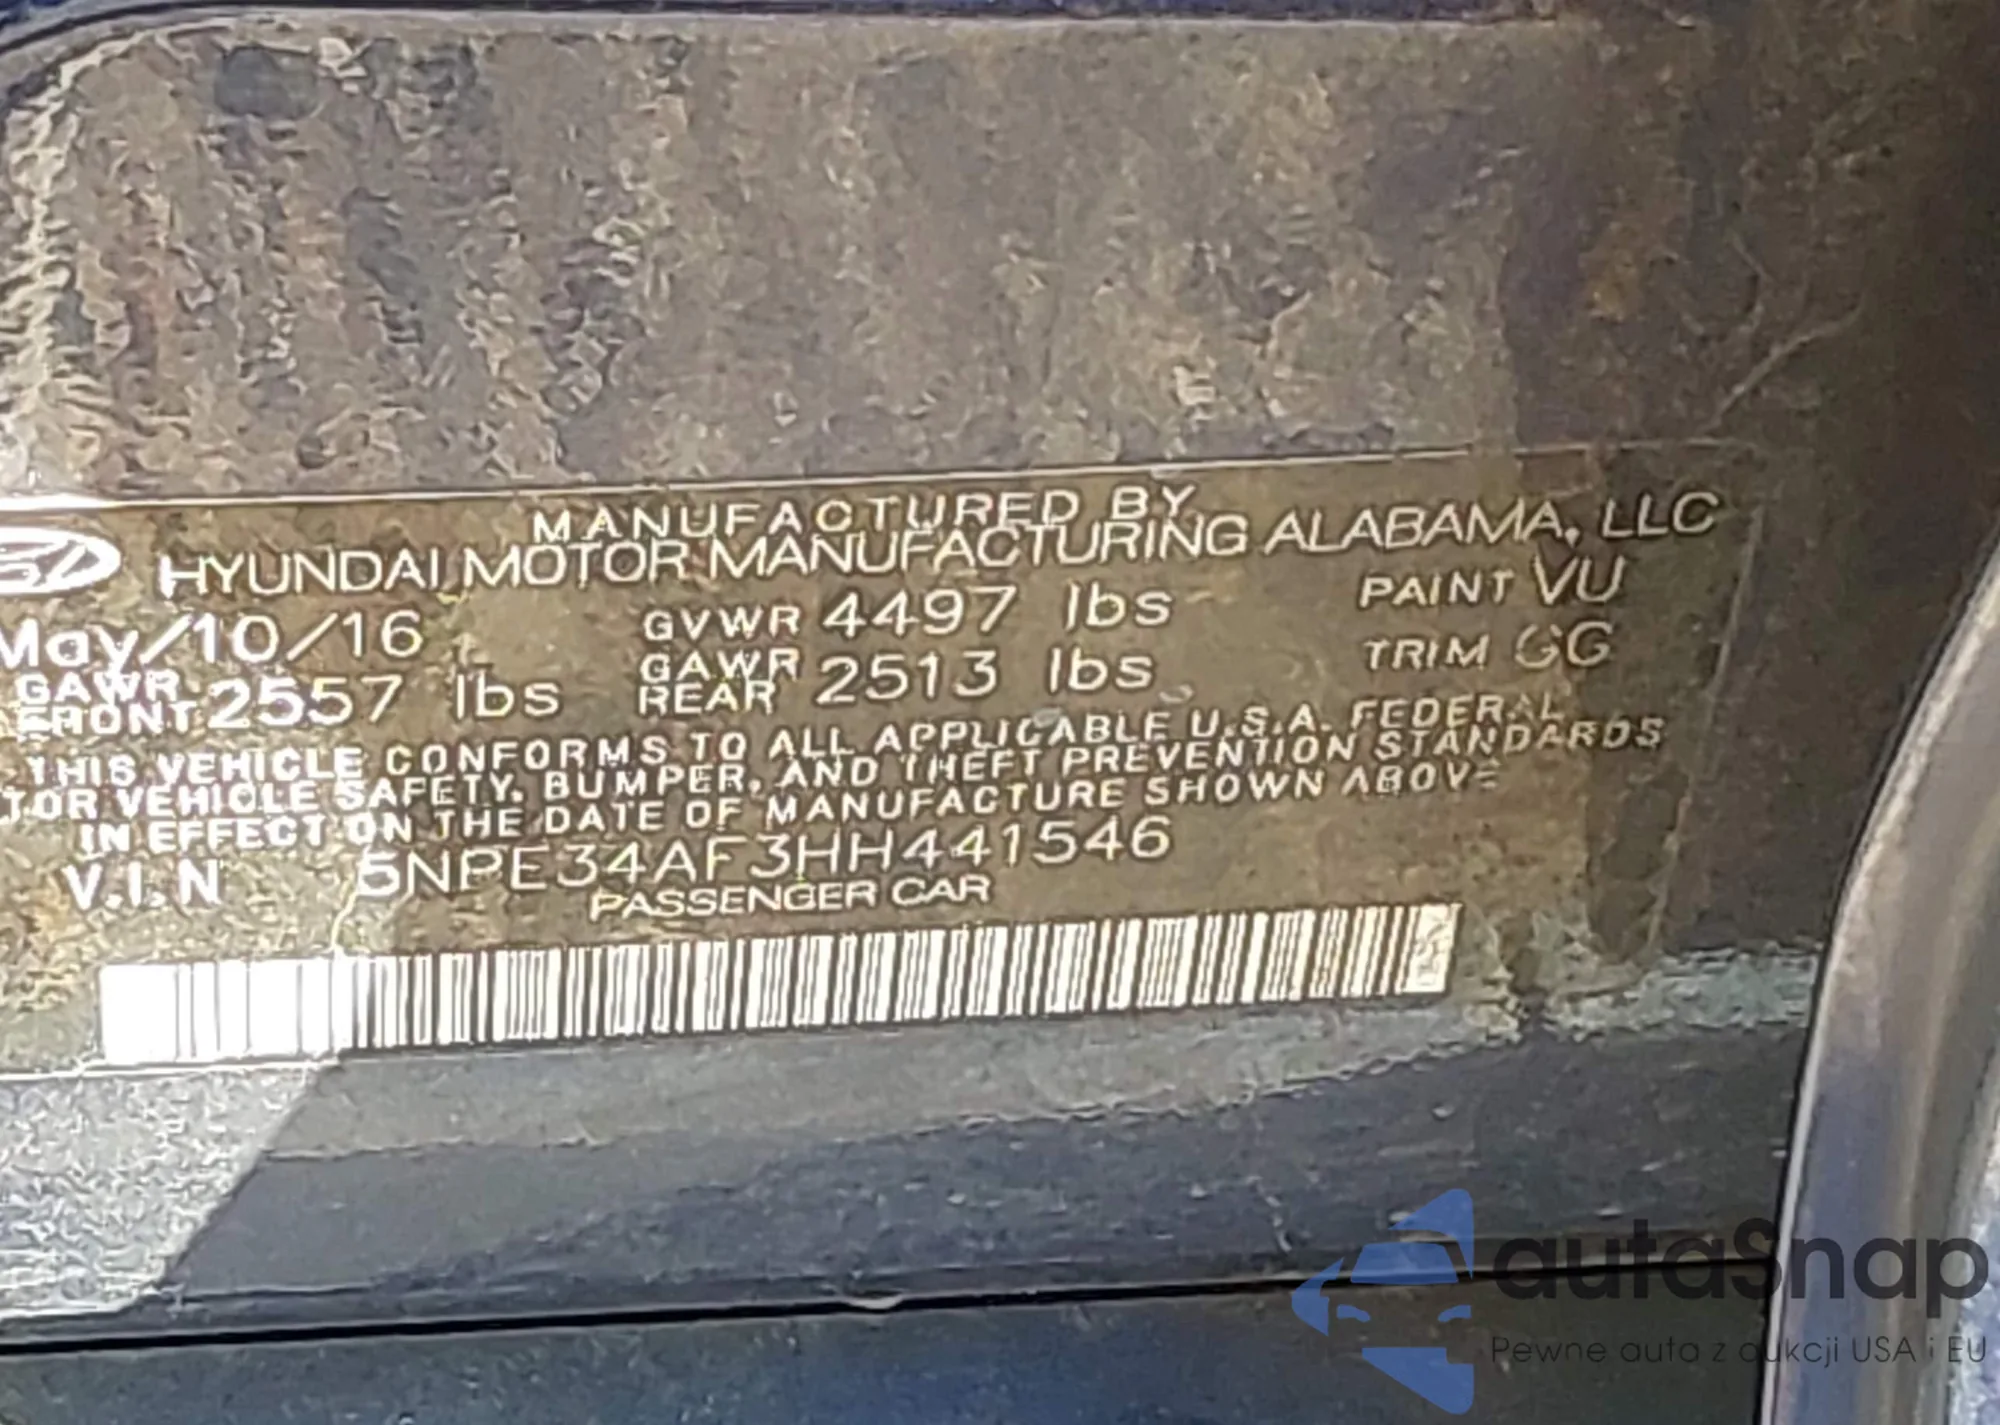 MANUFACTURED BY
HYUNDAI MOTOR MANUFACTURING ALABAMA, LLC
May/10/16 GVWR 4497 lbs PAINT VU
GAWR FRONT 2557 lbs GAWR REAR 2513 lbs TRIM GG
THIS VEHICLE CONFORMS TO ALL APPLICABLE U.S.A. FEDERAL
TOR VEHICLE SAFETY, BUMPER, AND THEFT PREVENTION STANDARDS
IN EFFECT ON THE DATE OF MANUFACTURE SHOWN ABOVE
V.I.N 5NPE34AF3HH441546
PASSENGER CAR
autaSnap
Pewne auta z aukcji USA i EU